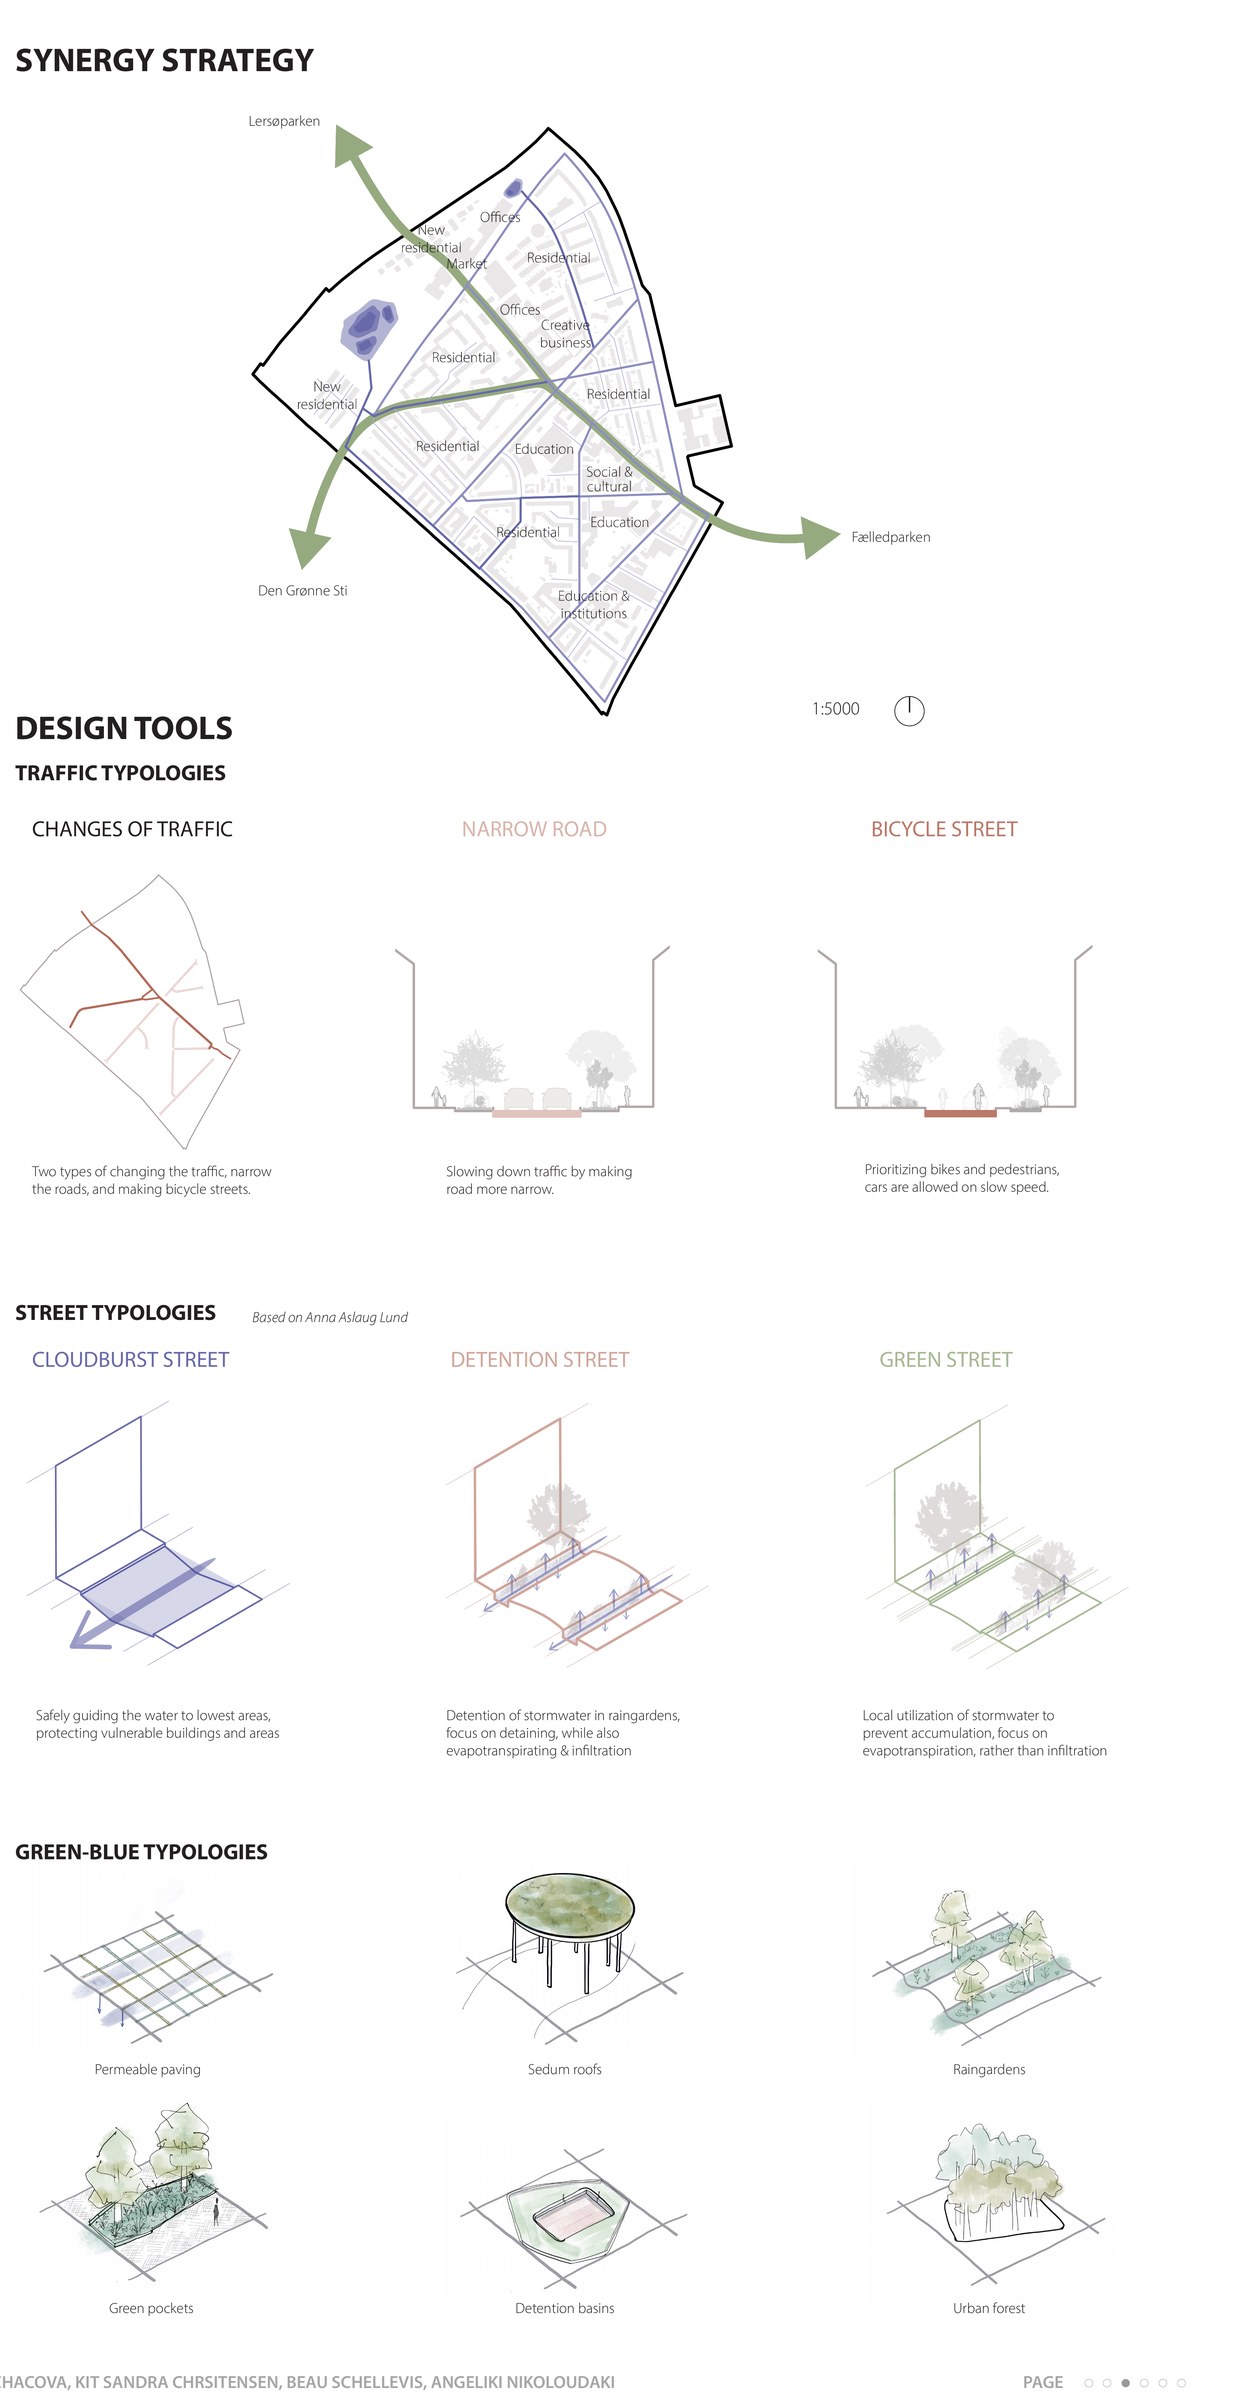 SYNERGY STRATEGY
Lersøparken
Offices
New
residential
Market
Residential
Offices
Creative
business
Residential
New
residential
Residential
Residential
Education
Social &
cultural
Education
Residential
Fælledparken
Den Grønne Sti
Education &
institutions
1:5000
DESIGN TOOLS
TRAFFIC TYPOLOGIES
CHANGES OF TRAFFIC
NARROW ROAD
BICYCLE STREET
Two types of changing the traffic, narrow
the roads, and making bicycle streets.
Slowing down traffic by making
road more narrow.
Prioritizing bikes and pedestrians,
cars are allowed on slow speed.
STREET TYPOLOGIES
Based on Anna Aslaug Lund
CLOUDBURST STREET
DETENTION STREET
GREEN STREET
Safely guiding the water to lowest areas,
protecting vulnerable buildings and areas
Detention of stormwater in raingardens,
focus on detaining, while also
evapotranspirating & infiltration
Local utilization of stormwater to
prevent accumulation, focus on
evapotranspiration, rather than infiltration
GREEN-BLUE TYPOLOGIES
Permeable paving
Sedum roofs
Raingardens
Green pockets
Detention basins
Urban forest
CHACOVA, KIT SANDRA CHRSITENSEN, BEAU SCHELLEVIS, ANGELIKI NIKOLOUDAKI
PAGE